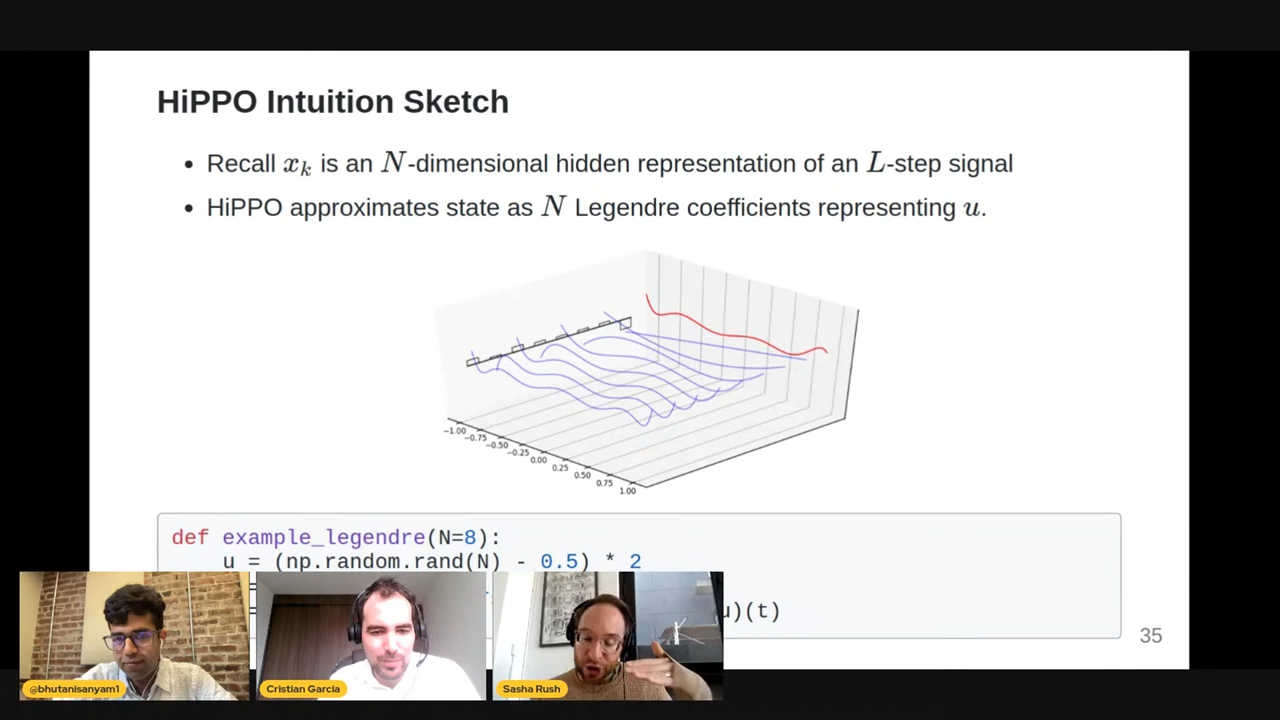 HiPPO Intuition Sketch
• Recall x_k is an N-dimensional hidden representation of an L-step signal
• HiPPO approximates state as N Legendre coefficients representing u.
−1.00
−0.75
−0.50
−0.25
0.00
0.25
0.50
0.75
1.00
def example_legendre(N=8):
u = (np.random.rand(N) - 0.5) * 2
u)(t)
35
@bhutanisanyam1
Cristian Garcia
Sasha Rush